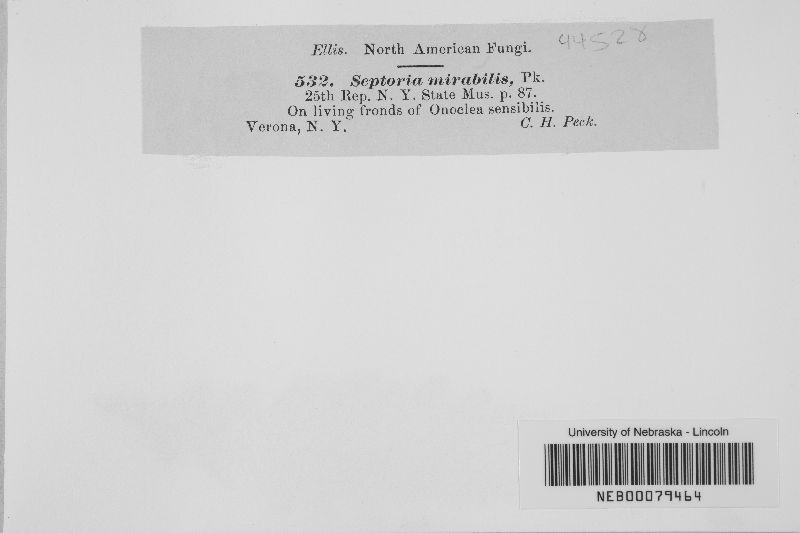 Ellis. North American Fungi. 44528
532. Septoria mirabilis, Pk.
25th Rep. N. Y. State Mus. p. 87.
On living fronds of Onoclea sensibilis.
Verona, N. Y. C. H. Peck.
University of Nebraska - Lincoln
NEB00079464